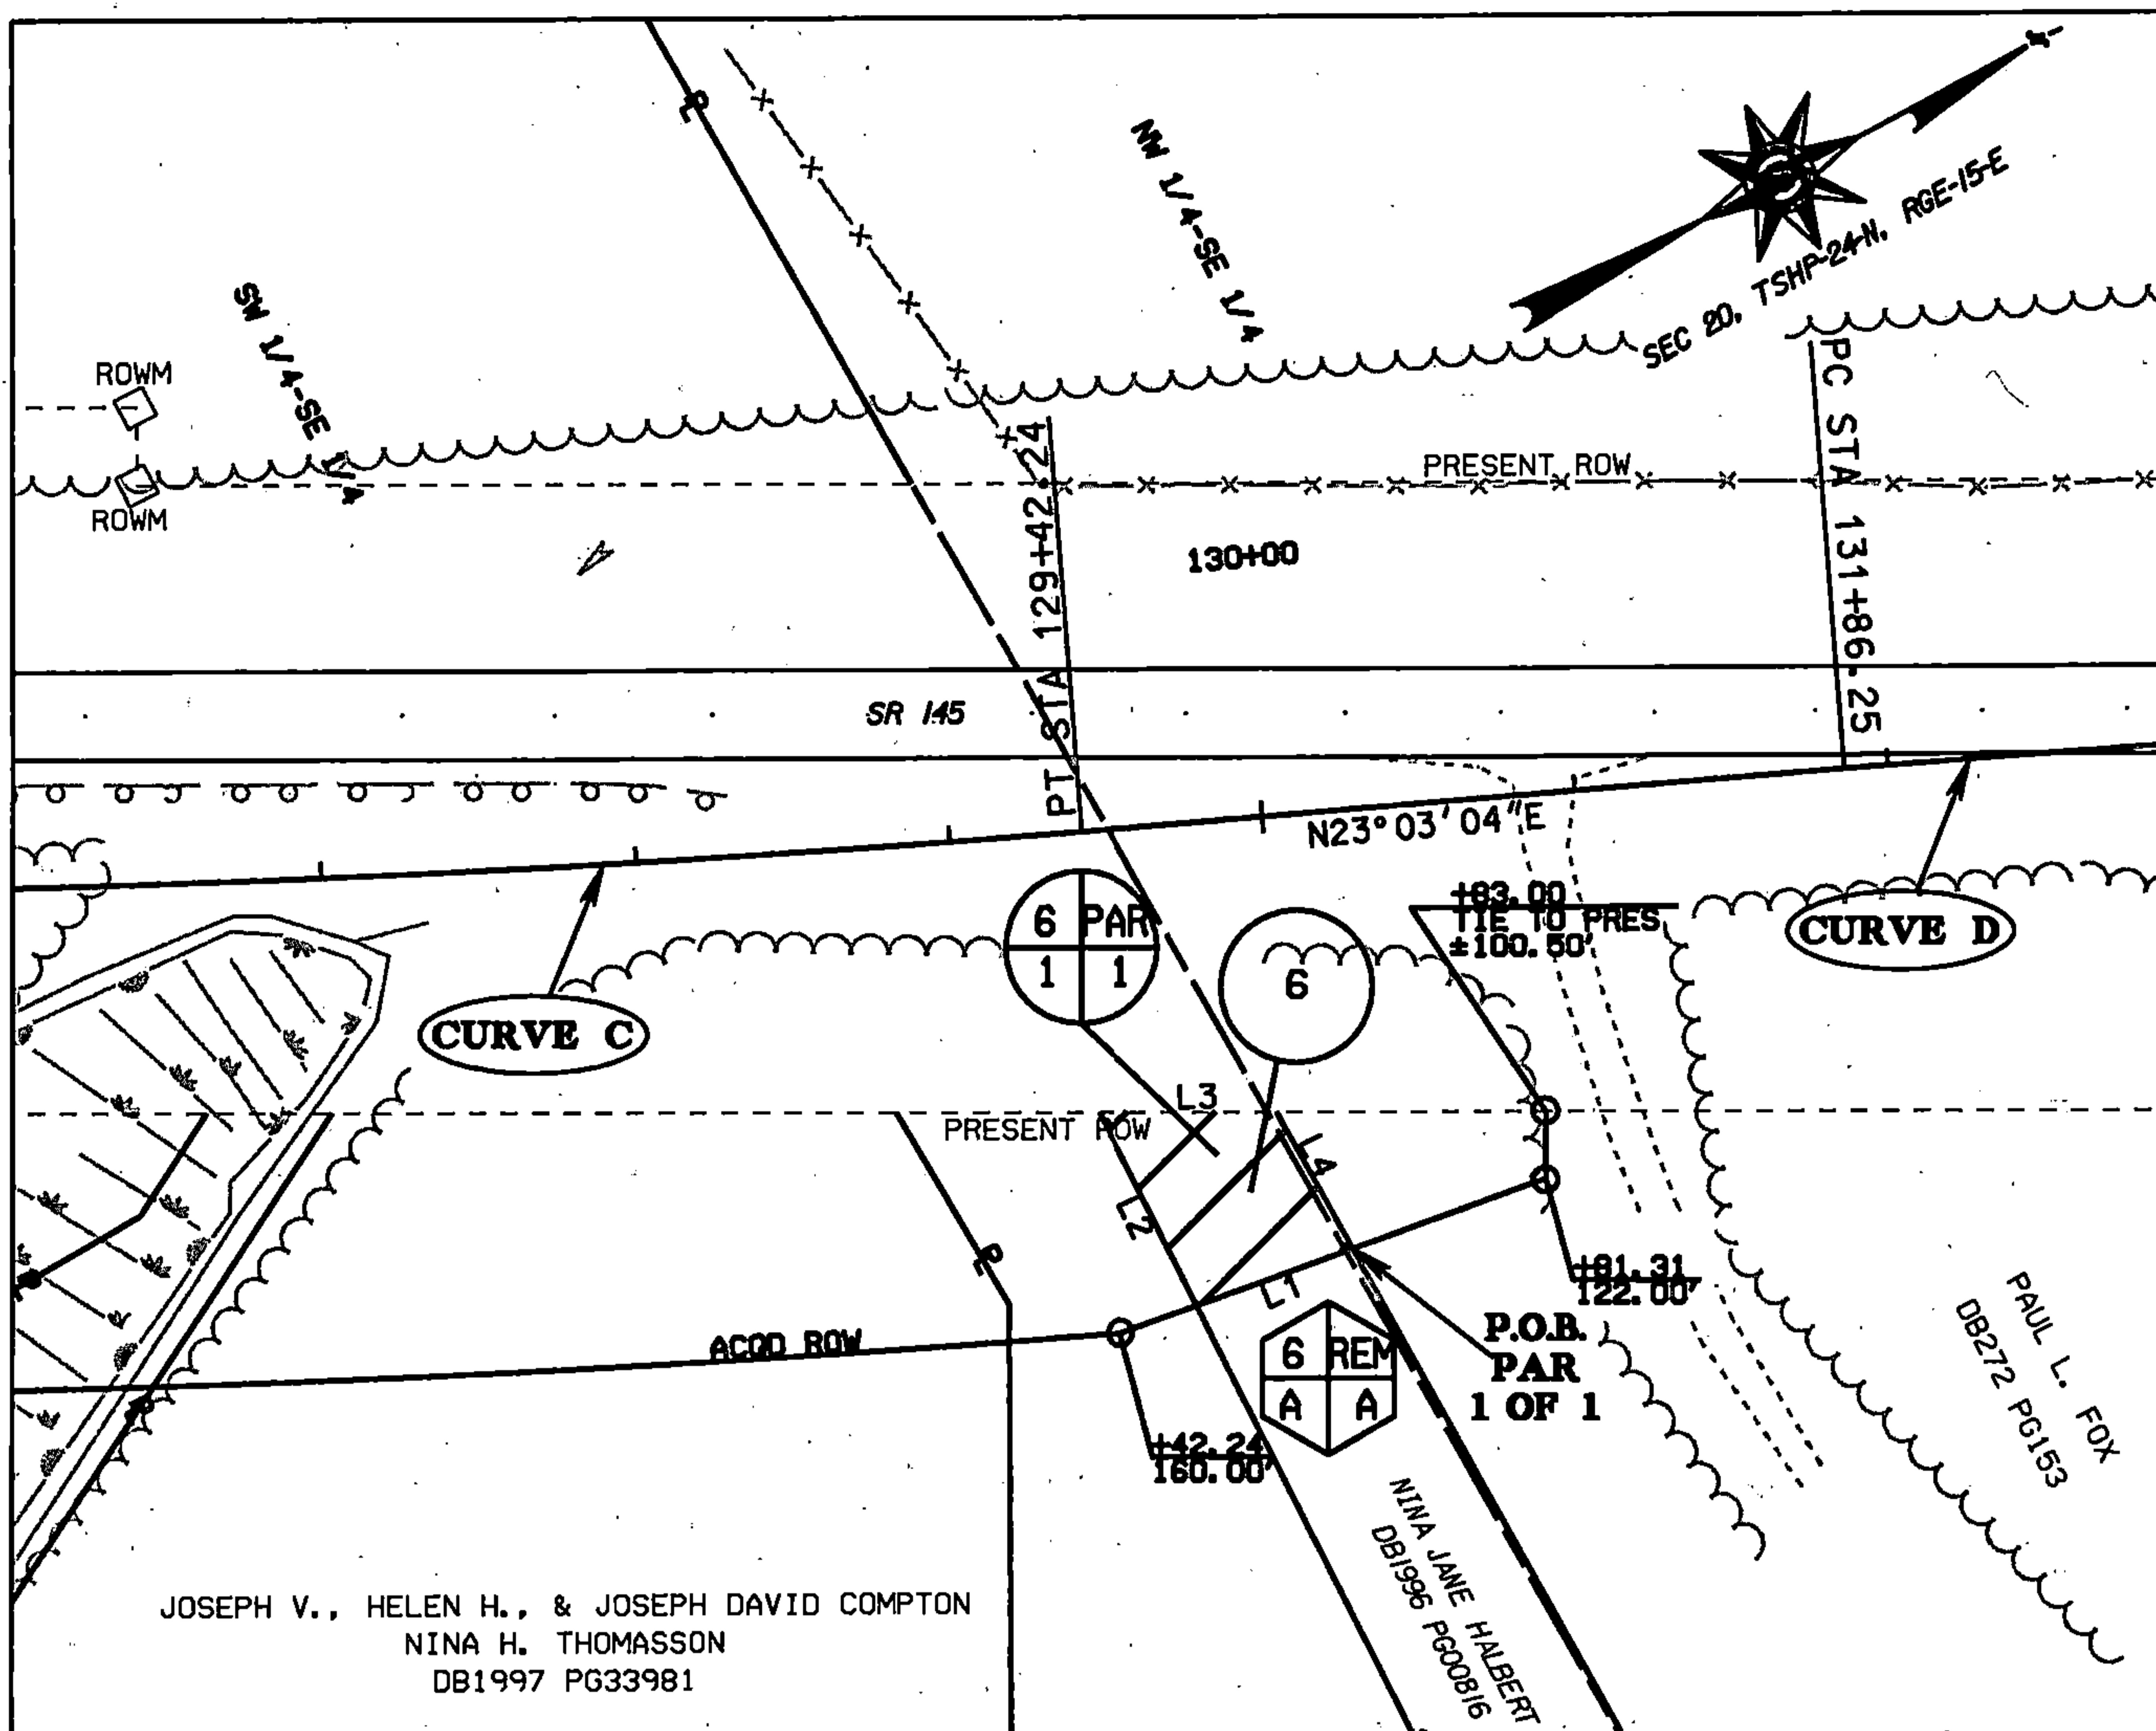 NW 1/4-SE 1/4
SEC 20, TSHP-24-N, RGE-15-E
SW 1/4-SE 1/4
ROWM
ROWM
PRESENT ROW
130+00
PT STA 129+42.24
PC STA 131+86.25
SR 145
N23°03'04"E
6 PAR
1 1
6
+83.00
TIE TO PRES
±100.50'
CURVE D
CURVE C
L3
PRESENT ROW
L4
L2
L1
+81.31
122.00'
ACQD ROW
P.O.B.
PAR
1 OF 1
6 REM
A A
+42.24
160.00'
PAUL L. FOX
DB272 PG153
NINA JANE HALBERT
DB1996 PG00816
JOSEPH V., HELEN H., & JOSEPH DAVID COMPTON
NINA H. THOMASSON
DB1997 PG33981